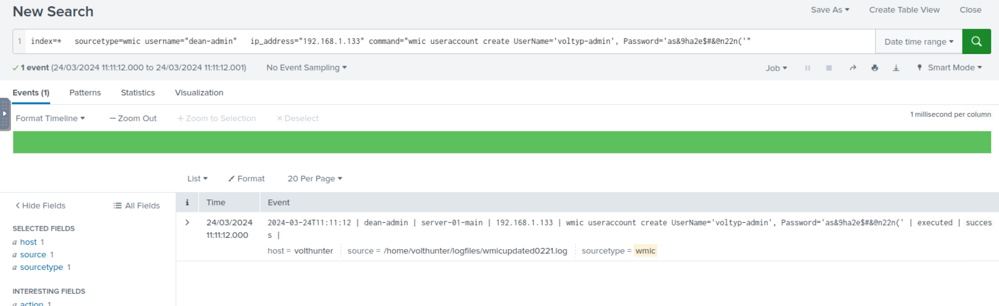 New Search
Save As
Create Table View
Close
1 index=* sourcetype=wmic username="dean-admin" ip_address="192.168.1.133" command="wmic useraccount create UserName='voltyp-admin', Password='as&9ha2e$#&@n22n('"
Date time range
1 event (24/03/2024 11:11:12.000 to 24/03/2024 11:11:12.001)
No Event Sampling
Job
Smart Mode
Events (1)
Patterns
Statistics
Visualization
Format Timeline
— Zoom Out
+ Zoom to Selection
× Deselect
1 millisecond per column
List
Format
20 Per Page
< Hide Fields
All Fields
i
Time
Event
SELECTED FIELDS
a host 1
a source 1
a sourcetype 1
INTERESTING FIELDS
a action 1
>
24/03/2024
11:11:12.000
2024-03-24T11:11:12 | dean-admin | server-01-main | 192.168.1.133 | wmic useraccount create UserName='voltyp-admin', Password='as&9ha2e$#&@n22n(' | executed | succes
s |
host = volthunter
source = /home/volthunter/logfiles/wmicupdated0221.log
sourcetype = wmic